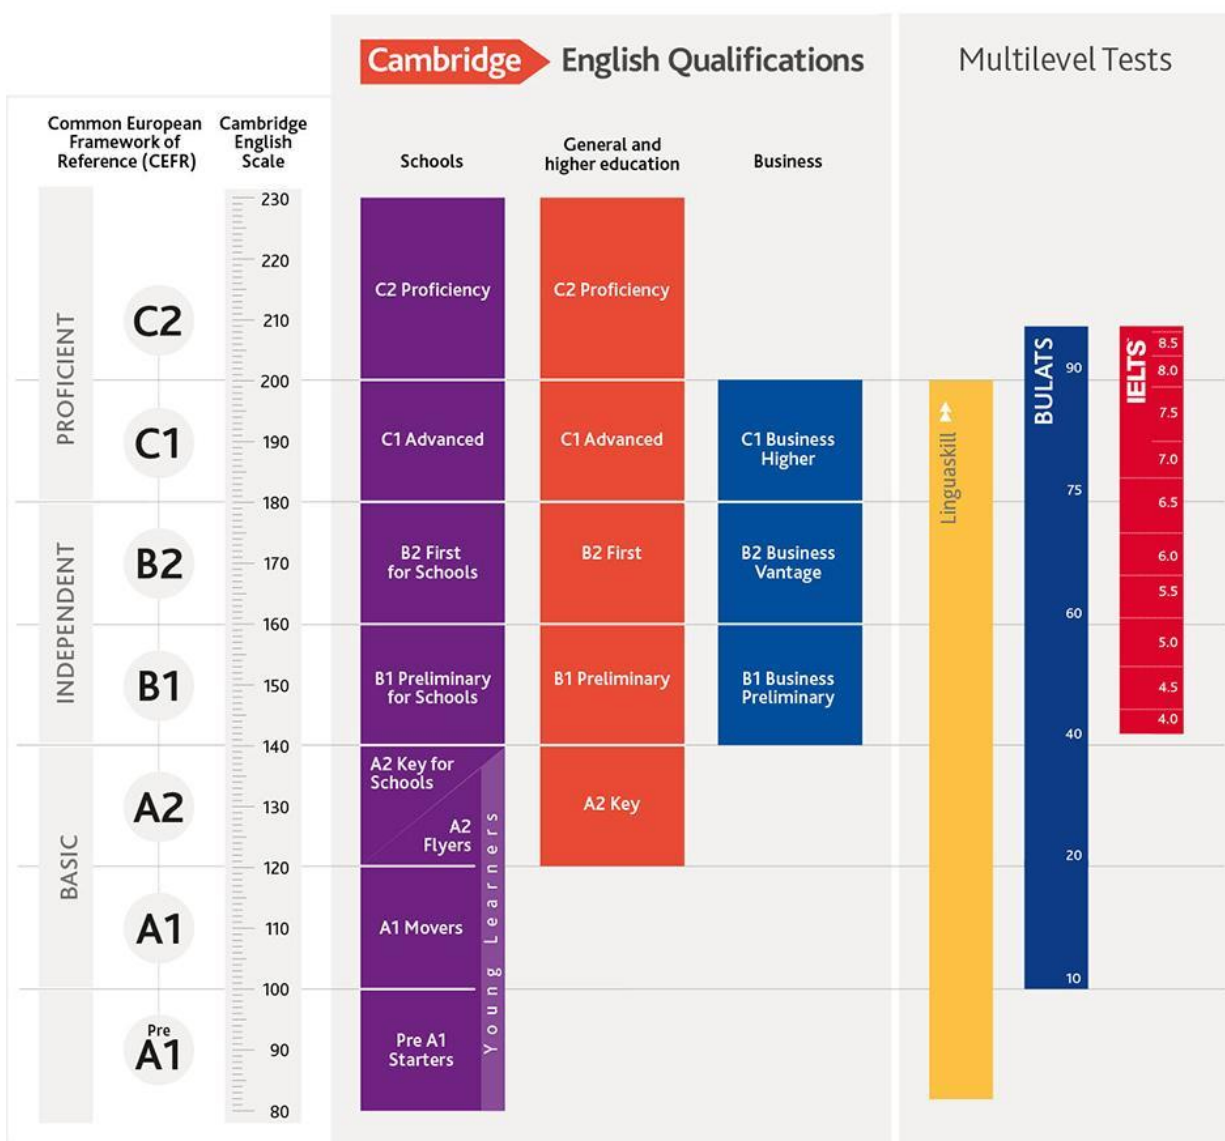 Cambridge English Qualifications
Multilevel Tests
Common European
Framework of
Reference (CEFR)
Cambridge
English
Scale
Schools
General and
higher education
Business
PROFICIENT
INDEPENDENT
BASIC
C2
C1
B2
B1
A2
A1
Pre
A1
230
220
210
200
190
180
170
160
150
140
130
120
110
100
90
80
C2 Proficiency
C1 Advanced
B2 First
for Schools
B1 Preliminary
for Schools
A2 Key for
Schools
A2
Flyers
A1 Movers
Pre A1
Starters
Young Learners
C2 Proficiency
C1 Advanced
B2 First
B1 Preliminary
A2 Key
C1 Business
Higher
B2 Business
Vantage
B1 Business
Preliminary
Linguaskill
BULATS
90
75
60
40
20
10
IELTS™
8.5
8.0
7.5
7.0
6.5
6.0
5.5
5.0
4.5
4.0